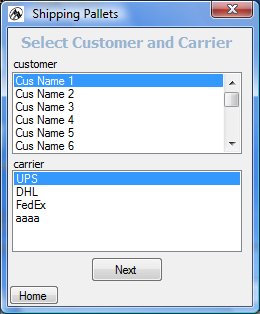 Shipping Pallets
Select Customer and Carrier
customer
Cus Name 1
Cus Name 2
Cus Name 3
Cus Name 4
Cus Name 5
Cus Name 6
carrier
UPS
DHL
FedEx
aaaa
Next
Home